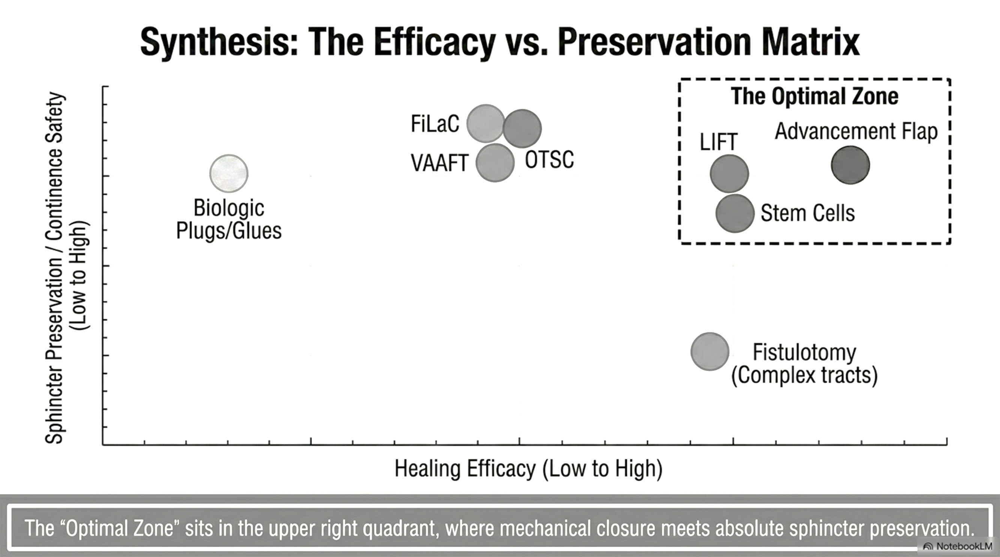 Synthesis: The Efficacy vs. Preservation Matrix
Sphincter Preservation / Continence Safety
(Low to High)
The Optimal Zone
FiLaC
Advancement Flap
LIFT
VAAFT
OTSC
Biologic
Plugs/Glues
Stem Cells
Fistulotomy
(Complex tracts)
Healing Efficacy (Low to High)
The “Optimal Zone” sits in the upper right quadrant, where mechanical closure meets absolute sphincter preservation.
NotebookLM